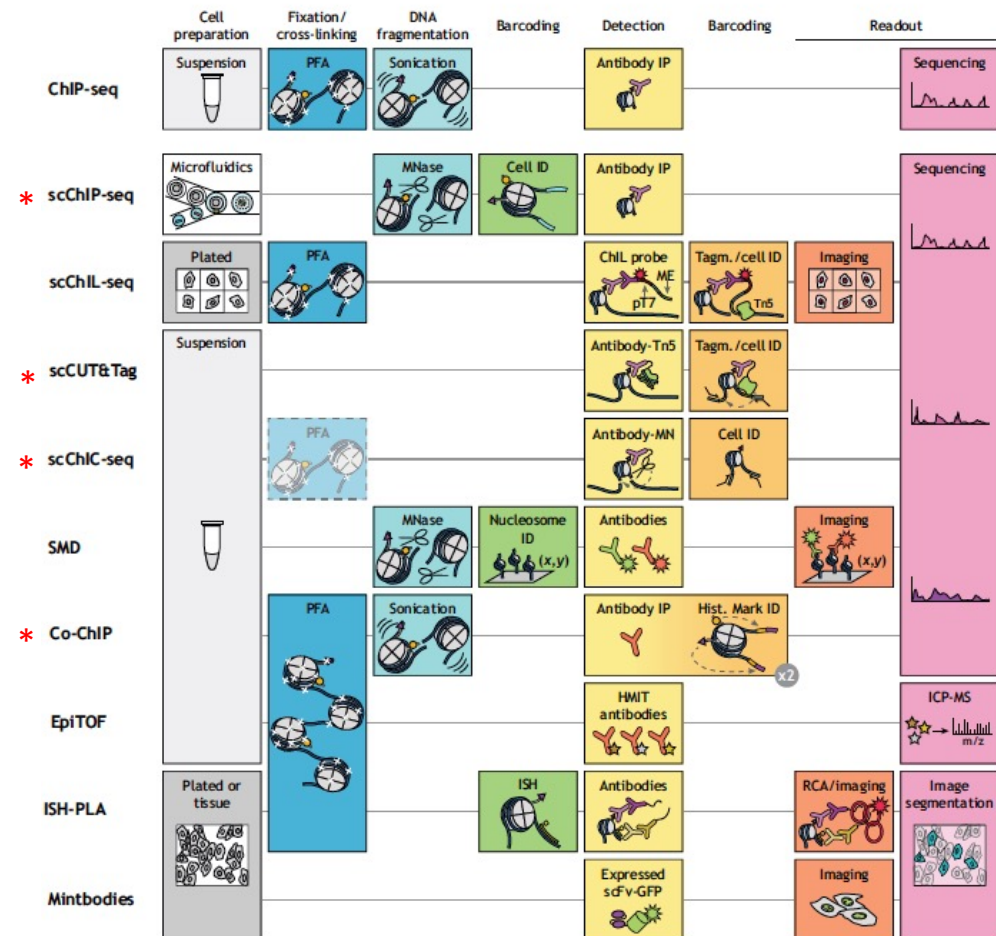 Cell preparation
Fixation/ cross-linking
DNA fragmentation
Barcoding
Detection
Barcoding
Readout
ChIP-seq
Suspension
PFA
Sonication
Antibody IP
Sequencing
* scChIP-seq
Microfluidics
MNase
Cell ID
Antibody IP
Sequencing
scChIL-seq
Plated
PFA
ChIL probe
ME
pT7
Tagm./cell ID
Tn5
Imaging
Suspension
* scCUT&Tag
Antibody-Tn5
Tagm./cell ID
* scChIC-seq
PFA
Antibody-MN
Cell ID
SMD
MNase
Nucleosome ID
(x,y)
Antibodies
Imaging
(x,y)
* Co-ChIP
PFA
Sonication
Antibody IP
Hist. Mark ID
x2
EpiTOF
HMIT antibodies
ICP-MS
m/z
ISH-PLA
Plated or tissue
ISH
Antibodies
RCA/imaging
Image segmentation
Mintbodies
Expressed scFv-GFP
Imaging